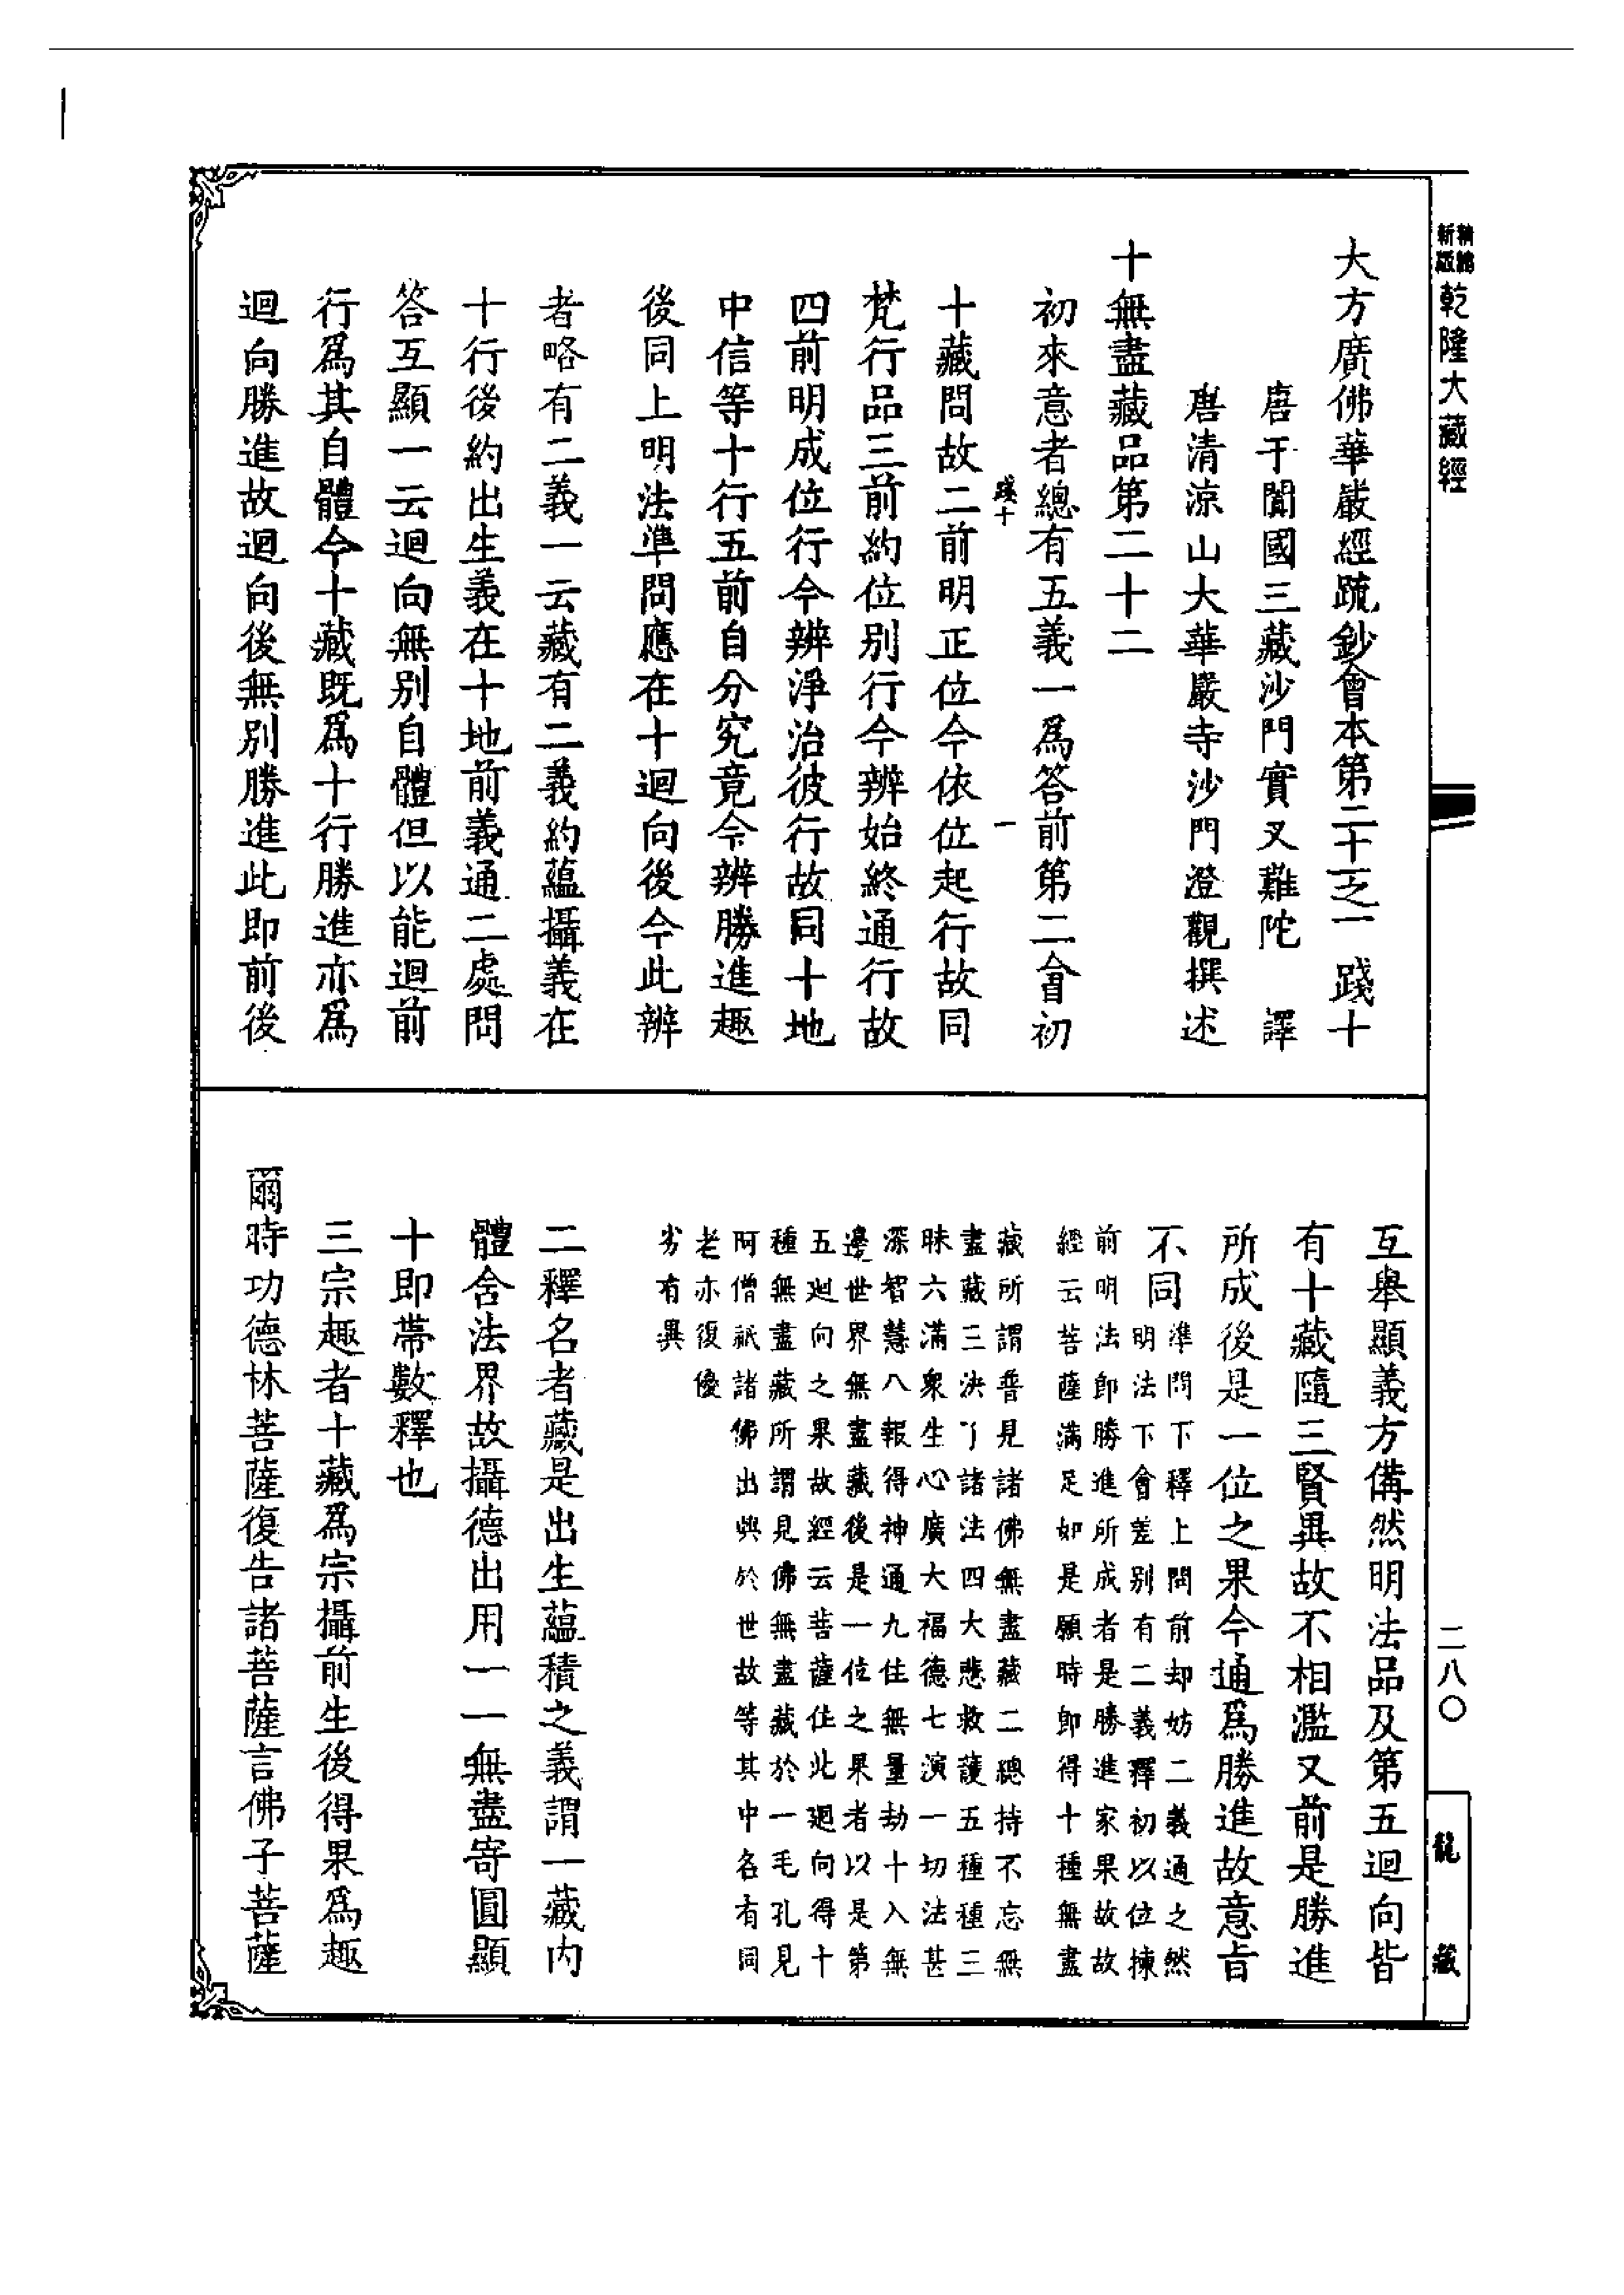 精緻
新版
乾隆大藏經
大方廣佛華嚴經疏鈔會本第二十之一 踐十
唐于闐國三藏沙門實叉難陀 譯
唐清涼山大華嚴寺沙門澄觀撰述
十無盡藏品第二十二
初來意者總有五義一爲答前第二會初
踐十 一
十藏問故二前明正位今依位起行故同
梵行品三前約位別行今辨始終通行故
四前明成位行今辨淨治彼行故同十地
中信等十行五前自分究竟今辨勝進趣
後同上明法準問應在十迴向後今此辨
者略有二義一云藏有二義約蘊攝義在
十行後約出生義在十地前義通二處問
答互顯一云迴向無別自體但以能迴前
行爲其自體今十藏既爲十行勝進亦爲
迴向勝進故迴向後無別勝進此即前後
互舉顯義方備然明法品及第五迴向皆
有十藏隨三賢異故不相濫又前是勝進
所成後是一位之果今通爲勝進故意旨
不同
準問下釋上問前却妨二義通之然
明法下會差別有二義釋初以位揀
前明法即勝進所成者是勝進家果故故
經云菩薩滿足如是願時即得十種無盡
藏所謂普見諸佛無盡藏二總持不忘無
盡藏三決了諸法四大悲救護五種種三
昧六滿衆生心廣大福德七演一切法甚
深智慧八報得神通九住無量劫十入無
邊世界無盡藏後是一位之果者以是第
五迴向之果故經云菩薩住此迴向得十
種無盡藏所謂見佛無盡藏於一毛孔見
阿僧祇諸佛出興於世故等其中名有同
老亦復優
劣有異
二釋名者藏是出生蘊積之義謂一藏內
體含法界故攝德出用一一無盡寄圓顯
十即帶數釋也
三宗趣者十藏爲宗攝前生後得果爲趣
爾時功德林菩薩復告諸菩薩言佛子菩薩
二八〇
龍藏